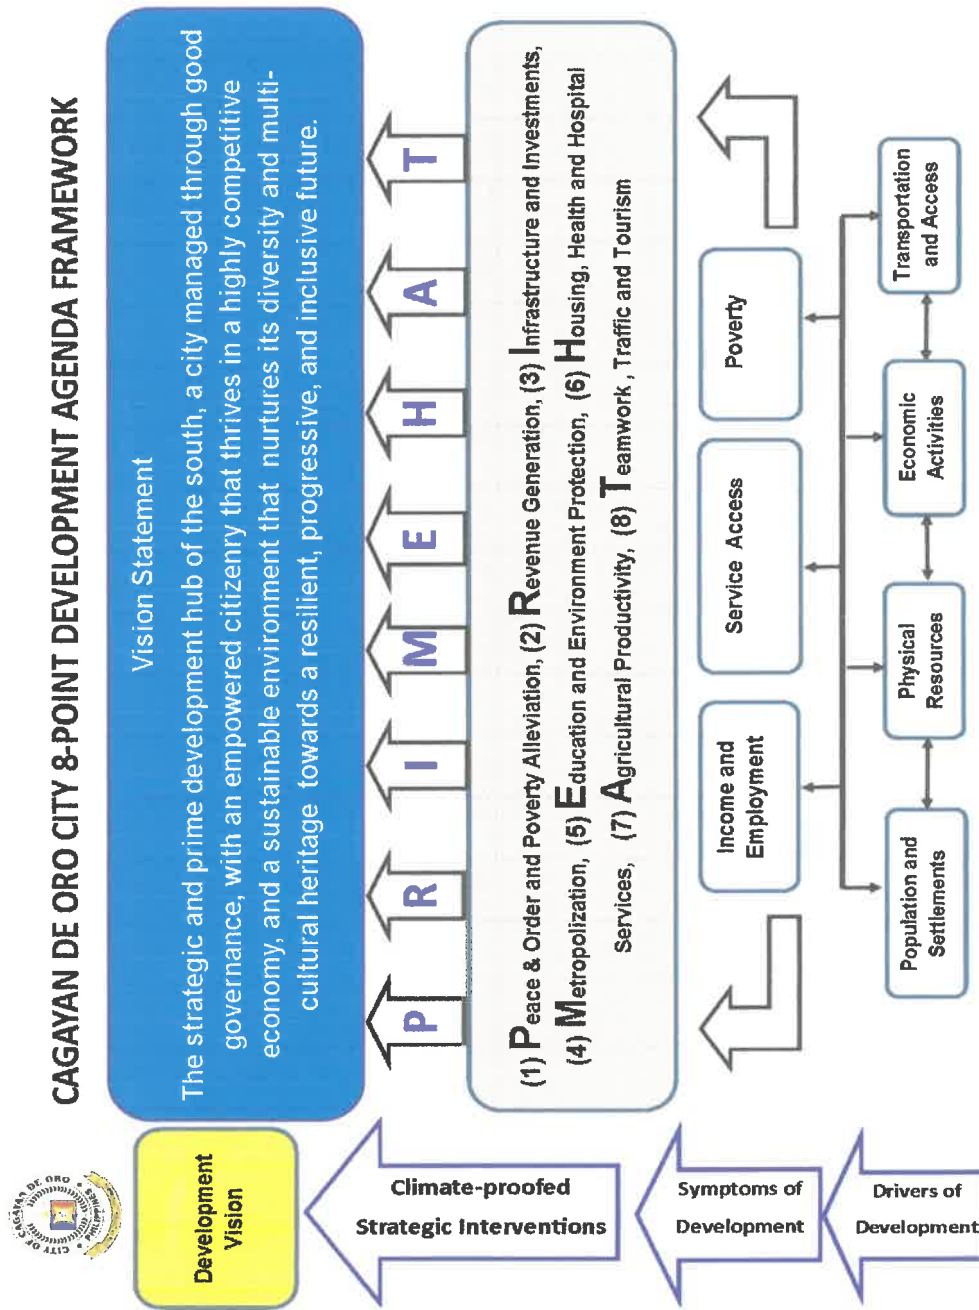 CITY OF CAGAYAN DE ORO
PHILIPPINES
CAGAYAN DE ORO CITY 8-POINT DEVELOPMENT AGENDA FRAMEWORK
Development
Vision
Vision Statement
The strategic and prime development hub of the south, a city managed through good
governance, with an empowered citizenry that thrives in a highly competitive
economy, and a sustainable environment that nurtures its diversity and multi-
cultural heritage towards a resilient, progressive, and inclusive future.
P R I M E H A T
Climate-proofed
Strategic Interventions
(1) Peace & Order and Poverty Alleviation, (2) Revenue Generation, (3) Infrastructure and Investments,
(4) Metropolization, (5) Education and Environment Protection, (6) Housing, Health and Hospital
Services, (7) Agricultural Productivity, (8) Teamwork , Traffic and Tourism
Symptoms of
Development
Income and
Employment
Service Access
Poverty
Drivers of
Development
Population and
Settlements
Physical
Resources
Economic
Activities
Transportation
and Access